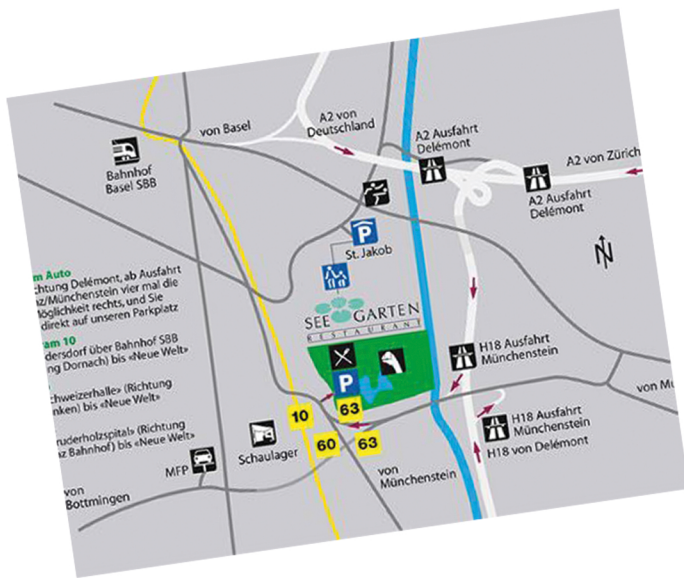 von Basel
A2 von
Deutschland
A2 Ausfahrt
Delémont
A2 von Zürich
A2 Ausfahrt
Delémont
Bahnhof
Basel SBB
P
St. Jakob
N
m Auto
chtung Delémont, ab Ausfahrt
nz/Münchenstein vier mal die
Möglichkeit rechts, und Sie
direkt auf unseren Parkplatz
ram 10
dersdorf über Bahnhof SBB
ng Dornach) bis «Neue Welt»
chweizerhalle» (Richtung
nken) bis «Neue Welt»
ruderholzspital» (Richtung
nz Bahnhof) bis «Neue Welt»
SEE GARTEN
RESTAURANT
P
H18 Ausfahrt
Münchenstein
von Mu
10
63
60
63
H18 Ausfahrt
Münchenstein
H18 von Delémont
Schaulager
MFP
von
Münchenstein
von
Bottmingen